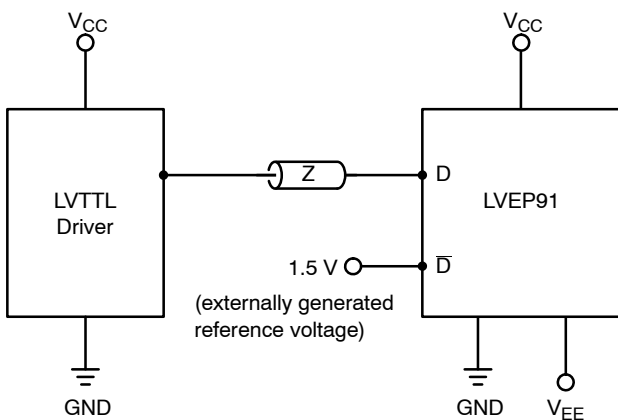 VCC
VCC
LVTTL
Driver
Z
D
LVEP91
1.5 V
D̅
(externally generated
reference voltage)
GND
GND
VEE